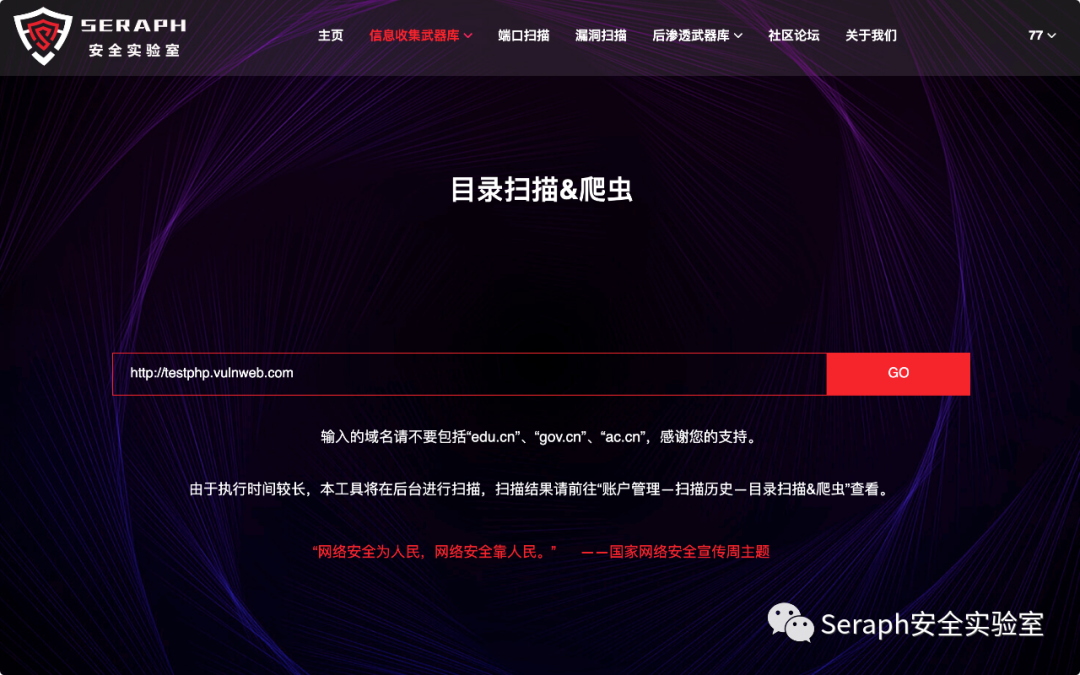 SERAPH
安全实验室
主页 信息收集武器库 端口扫描 漏洞扫描 后渗透武器库 社区论坛 关于我们 77
目录扫描&爬虫
http://testphp.vulnweb.com GO
输入的域名请不要包括“edu.cn”、“gov.cn”、“ac.cn”，感谢您的支持。
由于执行时间较长，本工具将在后台进行扫描，扫描结果请前往“账户管理—扫描历史—目录扫描&爬虫”查看。
“网络安全为人民，网络安全靠人民。” ——国家网络安全宣传周主题
Seraph安全实验室